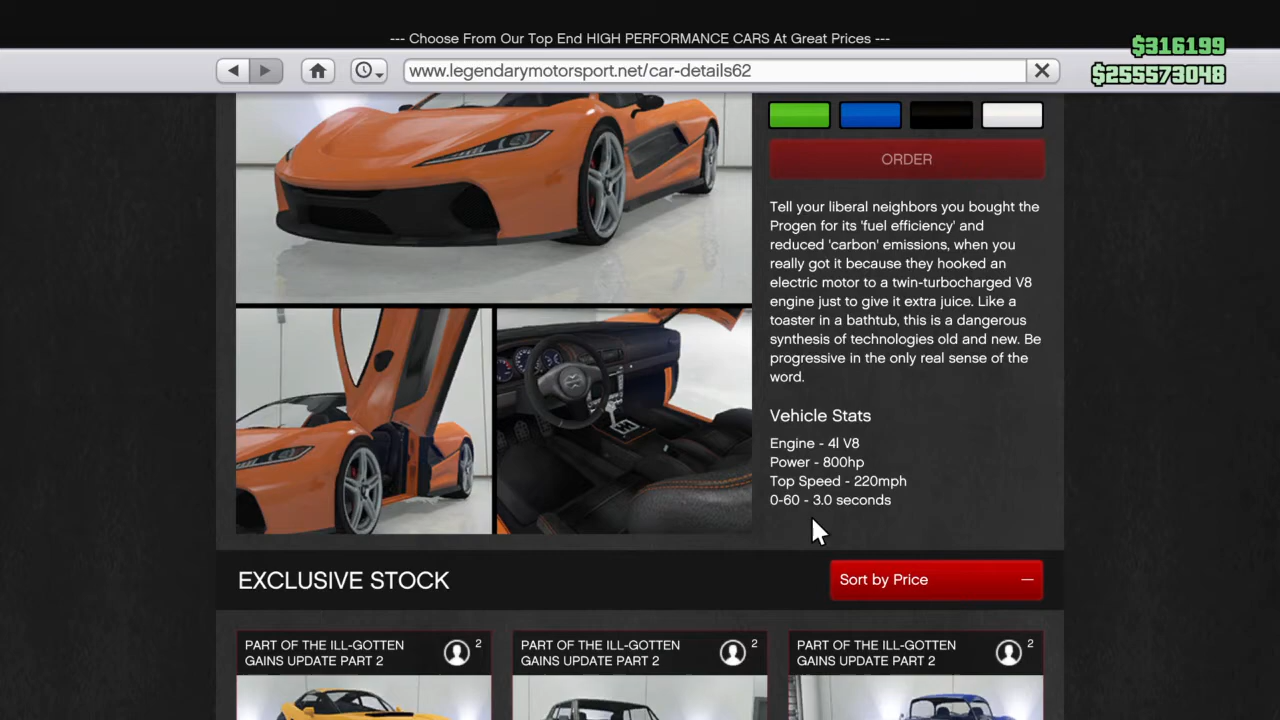 --- Choose From Our Top End HIGH PERFORMANCE CARS At Great Prices ---
$316199
www.legendarymotorsport.net/car-details62
$255573048
ORDER
Tell your liberal neighbors you bought the
Progen for its 'fuel efficiency' and
reduced 'carbon' emissions, when you
really got it because they hooked an
electric motor to a twin-turbocharged V8
engine just to give it extra juice. Like a
toaster in a bathtub, this is a dangerous
synthesis of technologies old and new. Be
progressive in the only real sense of the
word.
Vehicle Stats
Engine - 4l V8
Power - 800hp
Top Speed - 220mph
0-60 - 3.0 seconds
EXCLUSIVE STOCK
Sort by Price
PART OF THE ILL-GOTTEN
GAINS UPDATE PART 2
2
PART OF THE ILL-GOTTEN
GAINS UPDATE PART 2
2
PART OF THE ILL-GOTTEN
GAINS UPDATE PART 2
2